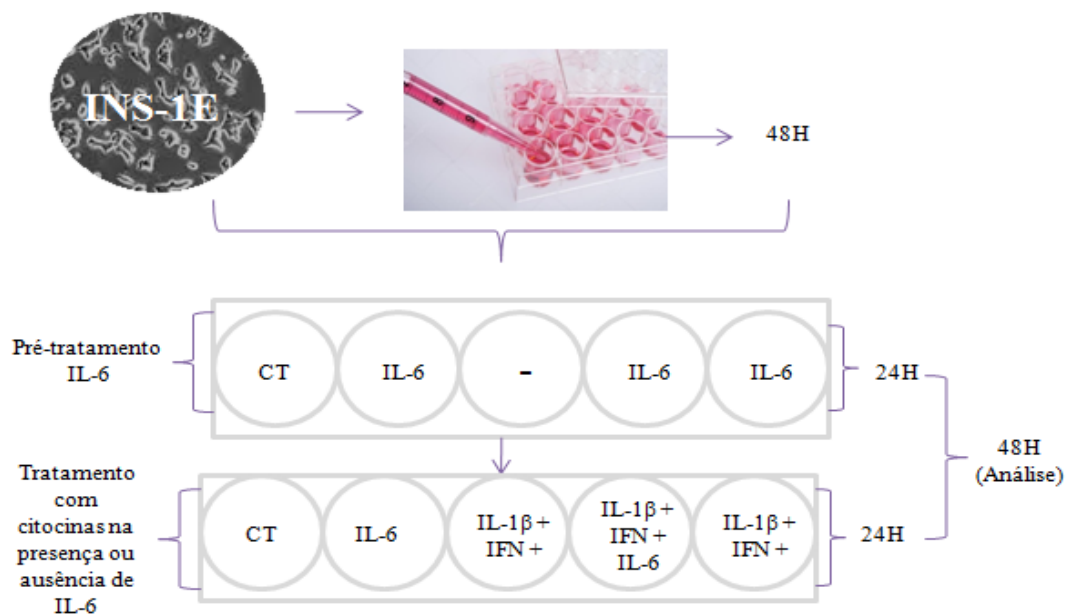 INS-1E
48H
Pré-tratamento
IL-6
CT
IL-6
-
IL-6
IL-6
24H
48H
(Análise)
Tratamento
com
citocinas na
presença ou
ausência de
IL-6
CT
IL-6
IL-1β +
IFN +
IL-1β +
IFN +
IL-6
IL-1β +
IFN +
24H